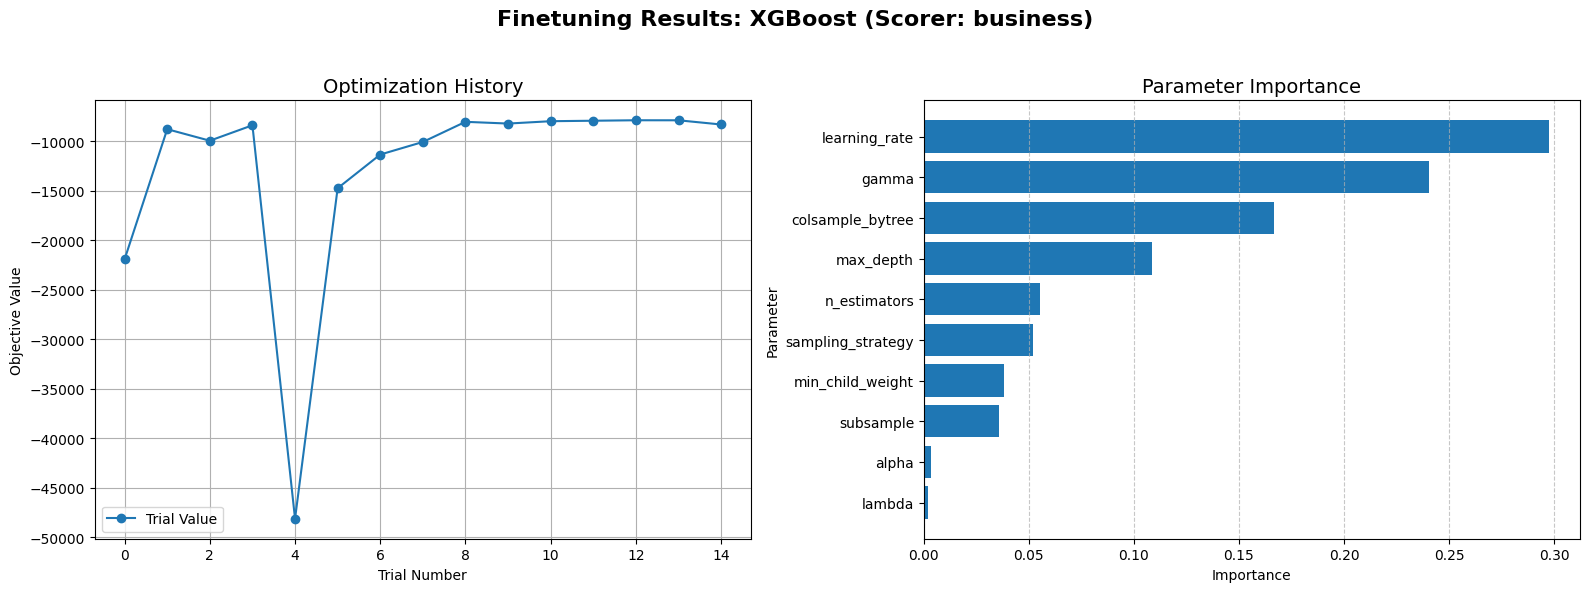 Finetuning Results: XGBoost (Scorer: business)
Optimization History
Objective Value
−10000
−15000
−20000
−25000
−30000
−35000
−40000
−45000
−50000
Trial Value
0 2 4 6 8 10 12 14
Trial Number
Parameter Importance
Parameter
learning_rate
gamma
colsample_bytree
max_depth
n_estimators
sampling_strategy
min_child_weight
subsample
alpha
lambda
0.00 0.05 0.10 0.15 0.20 0.25 0.30
Importance